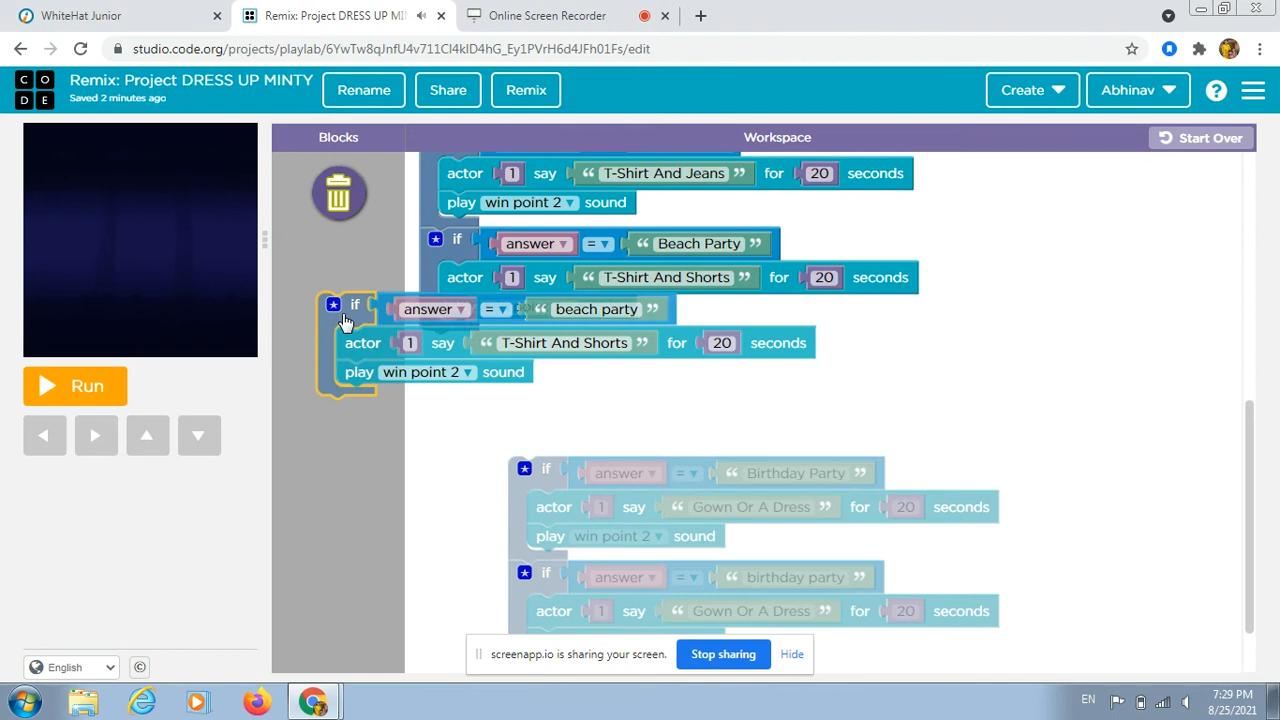 WhiteHat Junior
Remix: Project DRESS UP MIN
Online Screen Recorder
studio.code.org/projects/playlab/6YwTw8qJnfU4v711CI4klD4hG_Ey1PVrH6d4JFh01Fs/edit
C O D E
Remix: Project DRESS UP MINTY
Saved 2 minutes ago
Rename
Share
Remix
Create
Abhinav
?
Blocks
Workspace
Start Over
actor 1 say “ T-Shirt And Jeans ” for 20 seconds
play win point 2 sound
if answer = “ Beach Party ”
actor 1 say “ T-Shirt And Shorts ” for 20 seconds
if answer = “ beach party ”
actor 1 say “ T-Shirt And Shorts ” for 20 seconds
play win point 2 sound
Run
if answer = “ Birthday Party ”
actor 1 say “ Gown Or A Dress ” for 20 seconds
play win point 2 sound
if answer = “ birthday party ”
actor 1 say “ Gown Or A Dress ” for 20 seconds
screenapp.io is sharing your screen.
Stop sharing
Hide
English
©
EN
7:29 PM
8/25/2021